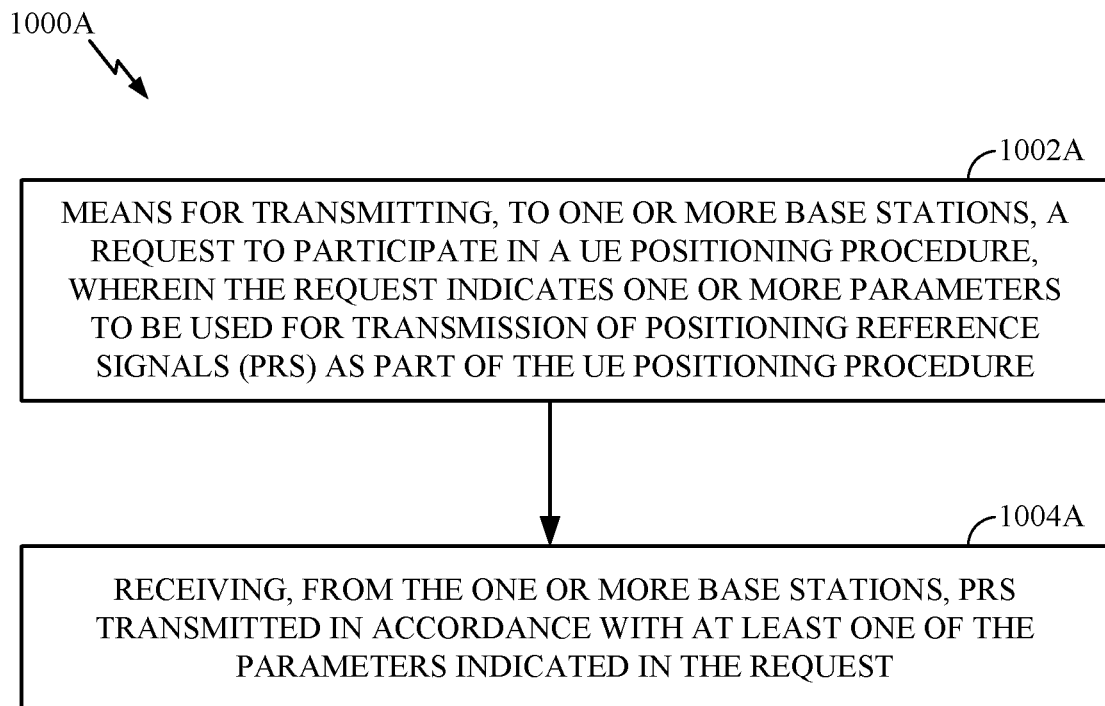 1000A
1002A
MEANS FOR TRANSMITTING, TO ONE OR MORE BASE STATIONS, A
REQUEST TO PARTICIPATE IN A UE POSITIONING PROCEDURE,
WHEREIN THE REQUEST INDICATES ONE OR MORE PARAMETERS
TO BE USED FOR TRANSMISSION OF POSITIONING REFERENCE
SIGNALS (PRS) AS PART OF THE UE POSITIONING PROCEDURE
1004A
RECEIVING, FROM THE ONE OR MORE BASE STATIONS, PRS
TRANSMITTED IN ACCORDANCE WITH AT LEAST ONE OF THE
PARAMETERS INDICATED IN THE REQUEST